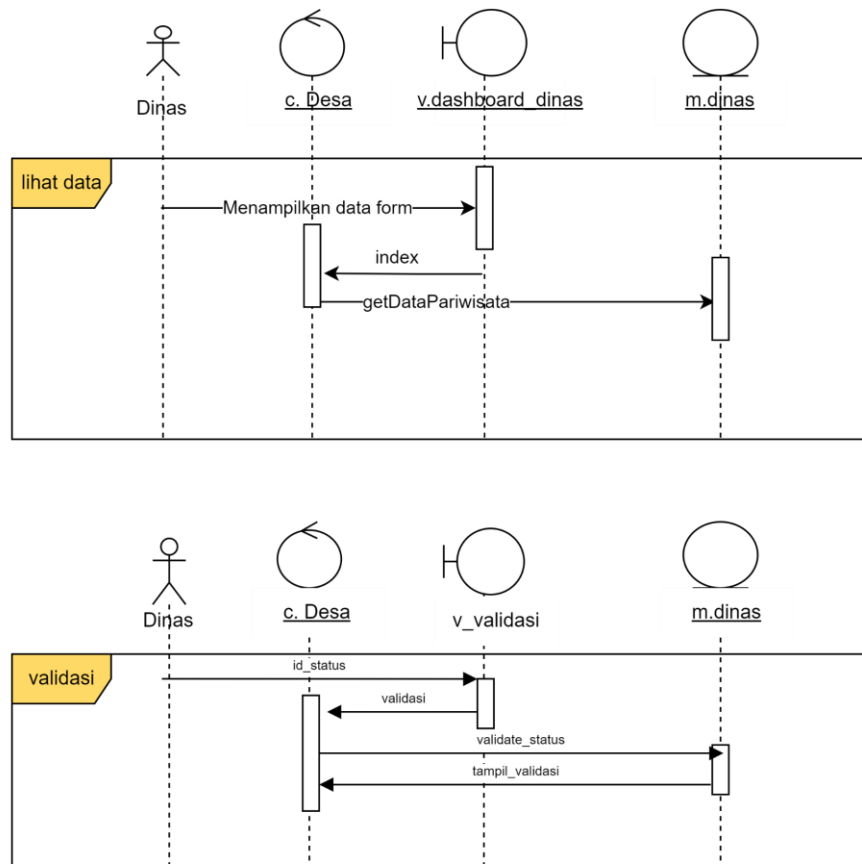 Dinas
c. Desa
v.dashboard_dinas
m.dinas
lihat data
Menampilkan data form
index
getDataPariwisata
Dinas
c. Desa
v_validasi
m.dinas
validasi
id_status
validasi
validate_status
tampil_validasi